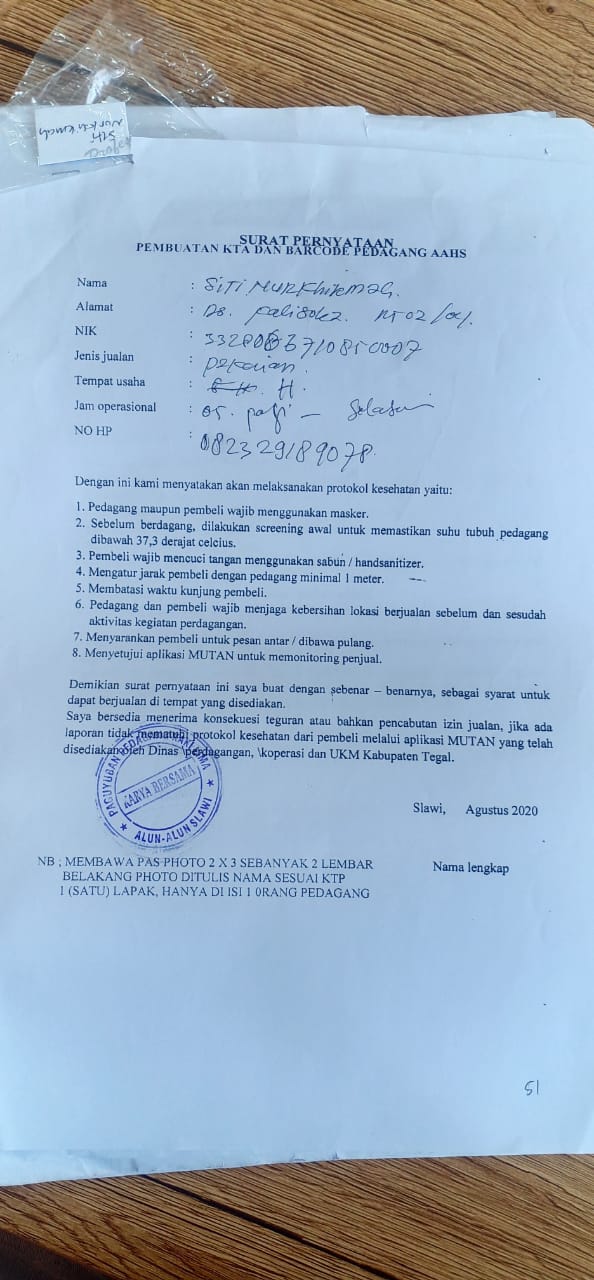 Siti
Nurkhikmah
SURAT PERNYATAAN
PEMBUATAN KTA DAN BARCODE PEDAGANG AAHS
Nama : SITI NURKHIKMAH.
Alamat : Ds. RT 02 /01.
NIK :
Jenis jualan : pakaian.
Tempat usaha : H.
Jam operasional : 05. pagi – Selesai
NO HP : 082329189078.
Dengan ini kami menyatakan akan melaksanakan protokol kesehatan yaitu:
1. Pedagang maupun pembeli wajib menggunakan masker.
2. Sebelum berdagang, dilakukan screening awal untuk memastikan suhu tubuh pedagang
dibawah 37,3 derajat celcius.
3. Pembeli wajib mencuci tangan menggunakan sabun / handsanitizer.
4. Mengatur jarak pembeli dengan pedagang minimal 1 meter.
5. Membatasi waktu kunjung pembeli.
6. Pedagang dan pembeli wajib menjaga kebersihan lokasi berjualan sebelum dan sesudah
aktivitas kegiatan perdagangan.
7. Menyarankan pembeli untuk pesan antar / dibawa pulang.
8. Menyetujui aplikasi MUTAN untuk memonitoring penjual.
Demikian surat pernyataan ini saya buat dengan sebenar – benarnya, sebagai syarat untuk
dapat berjualan di tempat yang disediakan.
Saya bersedia menerima konsekuesi teguran atau bahkan pencabutan izin jualan, jika ada
laporan tidak mematuhi protokol kesehatan dari pembeli melalui aplikasi MUTAN yang telah
disediakan oleh Dinas \perdagangan, \koperasi dan UKM Kabupaten Tegal.
PAGUYUBAN PEDAGANG KAKI LIMA
KARYA BERSAMA
ALUN-ALUN SLAWI
Slawi, Agustus 2020
Nama lengkap
NB ; MEMBAWA PAS PHOTO 2 X 3 SEBANYAK 2 LEMBAR
BELAKANG PHOTO DITULIS NAMA SESUAI KTP
1 (SATU) LAPAK, HANYA DI ISI 1 0RANG PEDAGANG
51